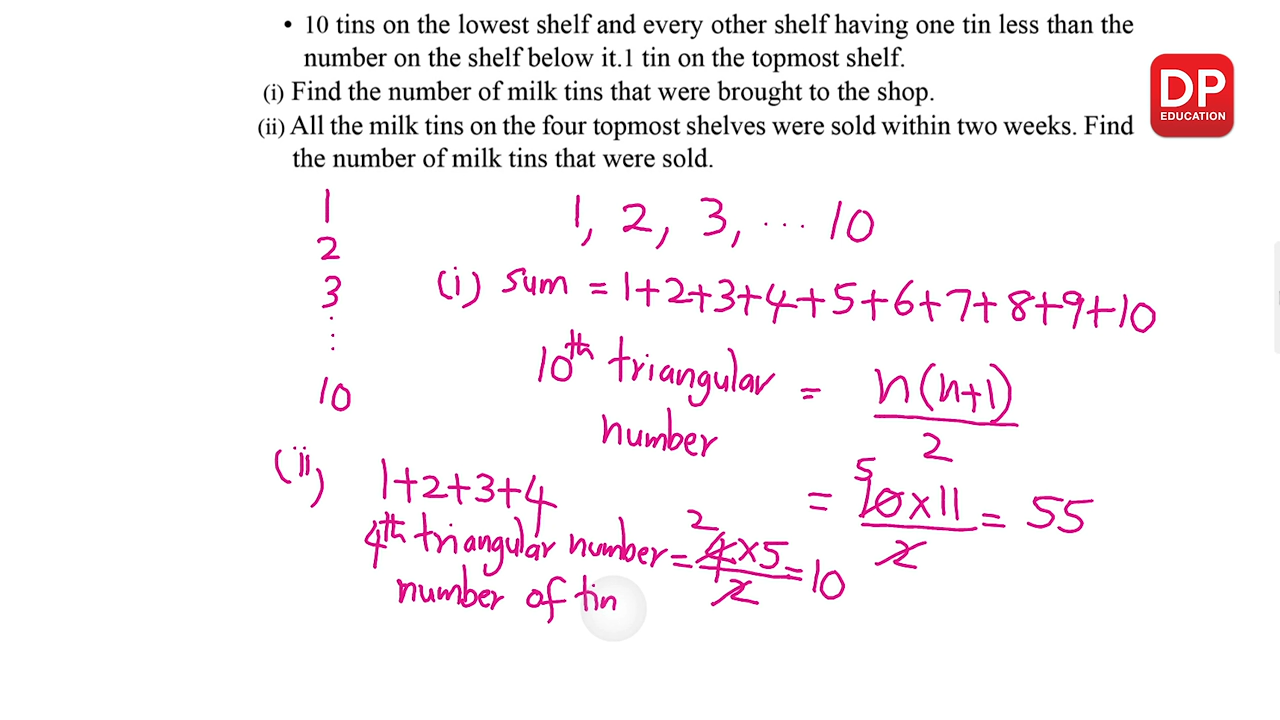 • 10 tins on the lowest shelf and every other shelf having one tin less than the
number on the shelf below it.1 tin on the topmost shelf.
(i) Find the number of milk tins that were brought to the shop.
(ii) All the milk tins on the four topmost shelves were sold within two weeks. Find
the number of milk tins that were sold.
DP
EDUCATION
1
2
3
⋮
10
1, 2, 3, ... 10
(i) sum = 1+2+3+4+5+6+7+8+9+10
10th triangular number = n(n+1)/2
= 10×11/2 = 55
5
(ii)
1+2+3+4
4th triangular number = 4×5/2 = 10
2
number of tin